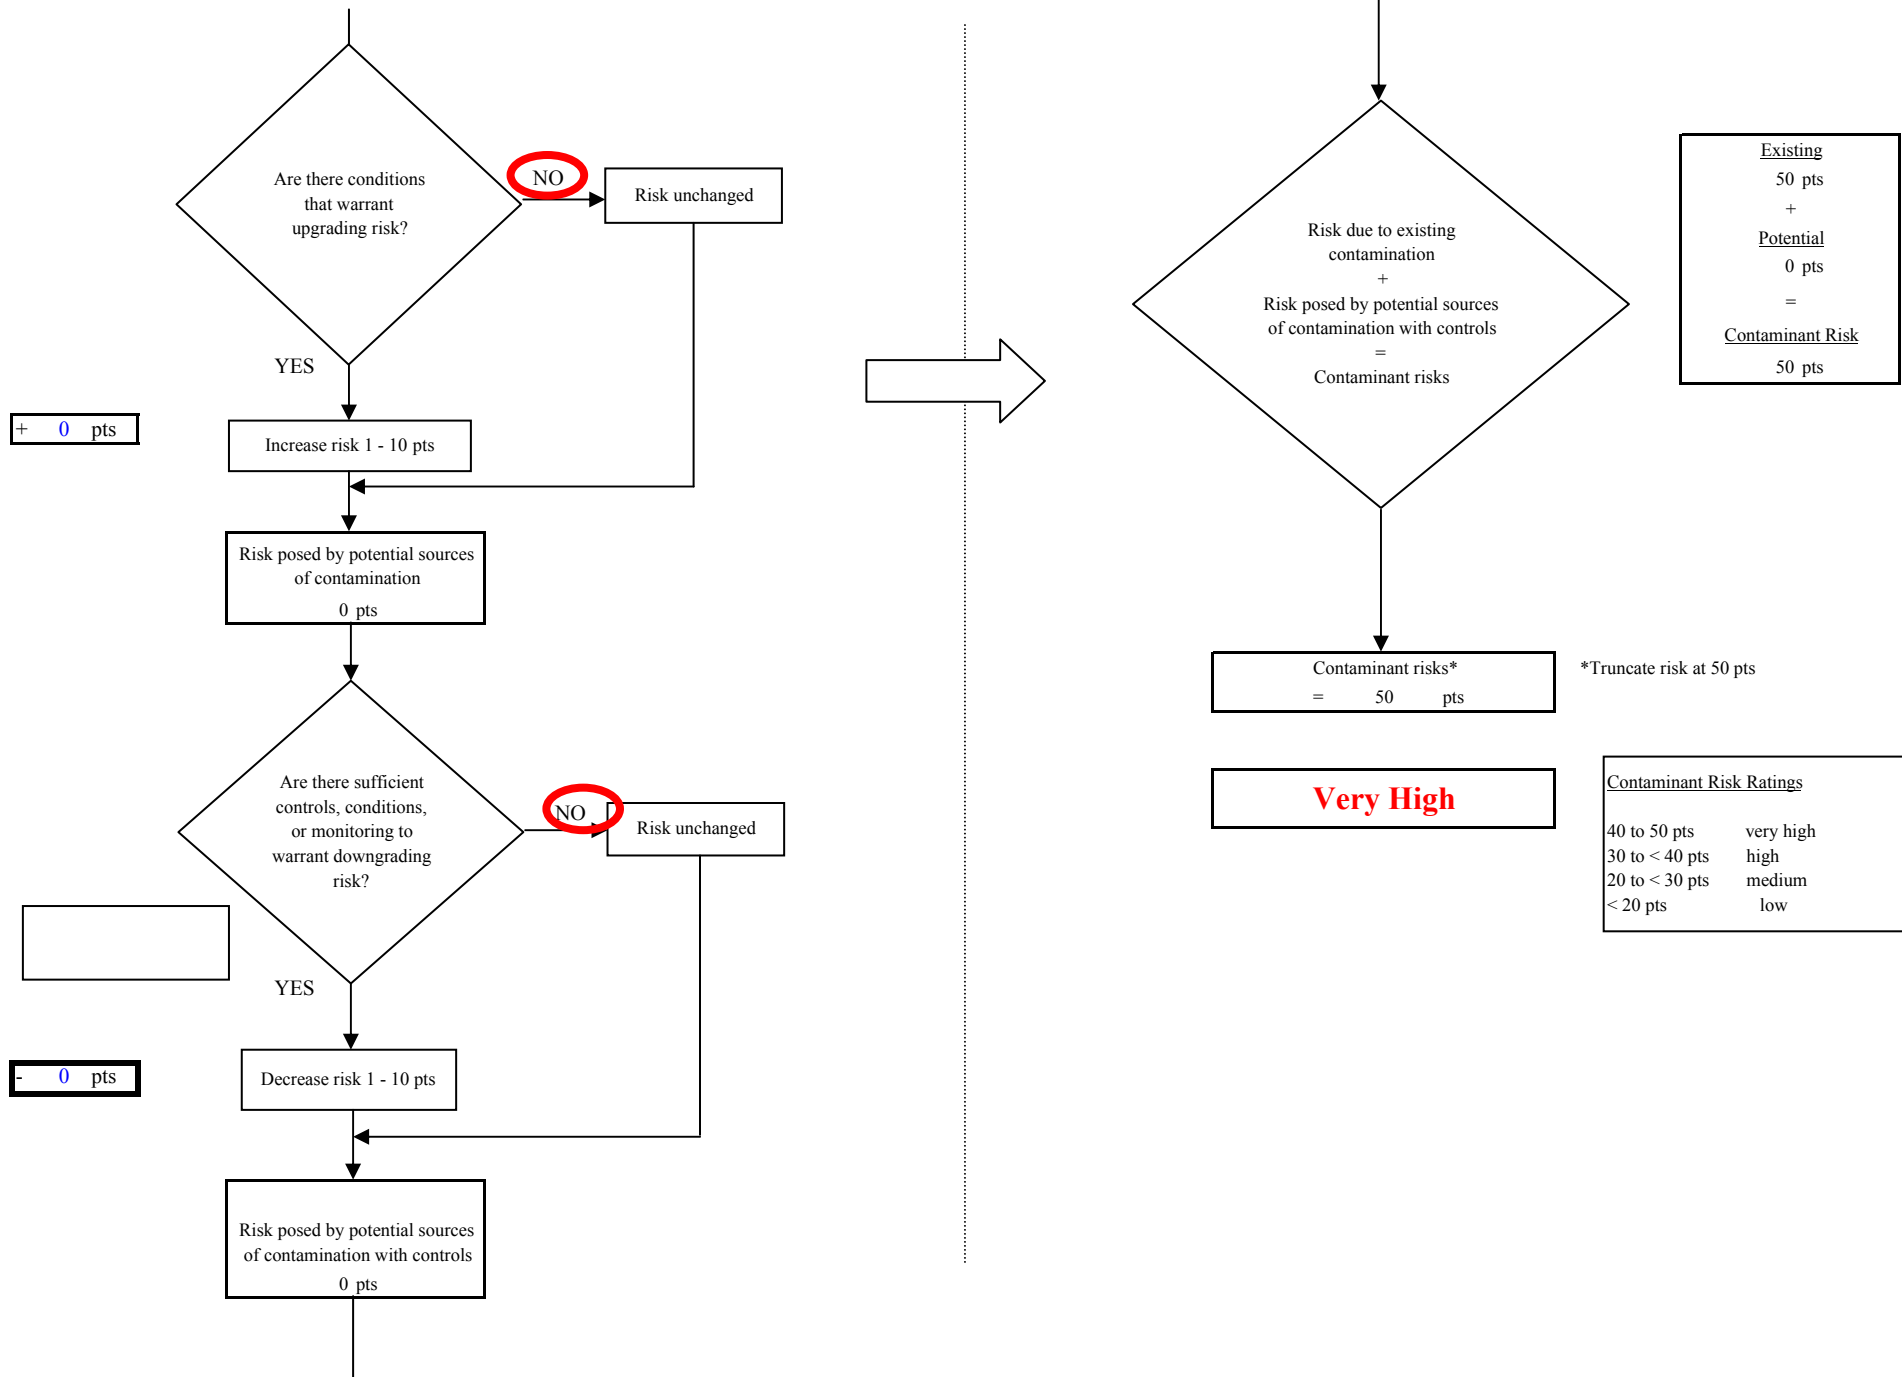 Are there conditions
that warrant
upgrading risk?
NO
Risk unchanged
YES
+ 0 pts
Increase risk 1 - 10 pts
Risk posed by potential sources
of contamination
0 pts
Are there sufficient
controls, conditions,
or monitoring to
warrant downgrading
risk?
NO
Risk unchanged
YES
- 0 pts
Decrease risk 1 - 10 pts
Risk posed by potential sources
of contamination with controls
0 pts
Risk due to existing
contamination
+
Risk posed by potential sources
of contamination with controls
=
Contaminant risks
Existing
50 pts
+
Potential
0 pts
=
Contaminant Risk
50 pts
Contaminant risks*
= 50 pts
*Truncate risk at 50 pts
Very High
Contaminant Risk Ratings
40 to 50 pts very high
30 to < 40 pts high
20 to < 30 pts medium
< 20 pts low